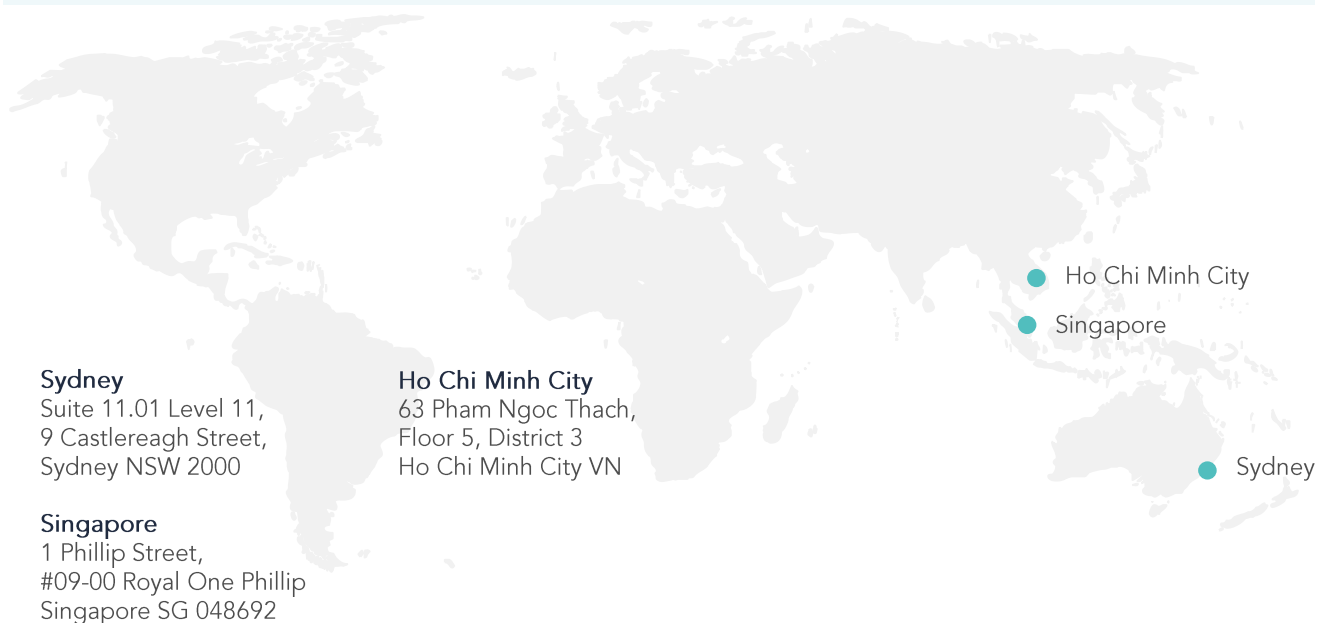 Ho Chi Minh City
Singapore
Sydney
Sydney
Suite 11.01 Level 11,
9 Castlereagh Street,
Sydney NSW 2000
Singapore
1 Phillip Street,
#09-00 Royal One Phillip
Singapore SG 048692
Ho Chi Minh City
63 Pham Ngoc Thach,
Floor 5, District 3
Ho Chi Minh City VN